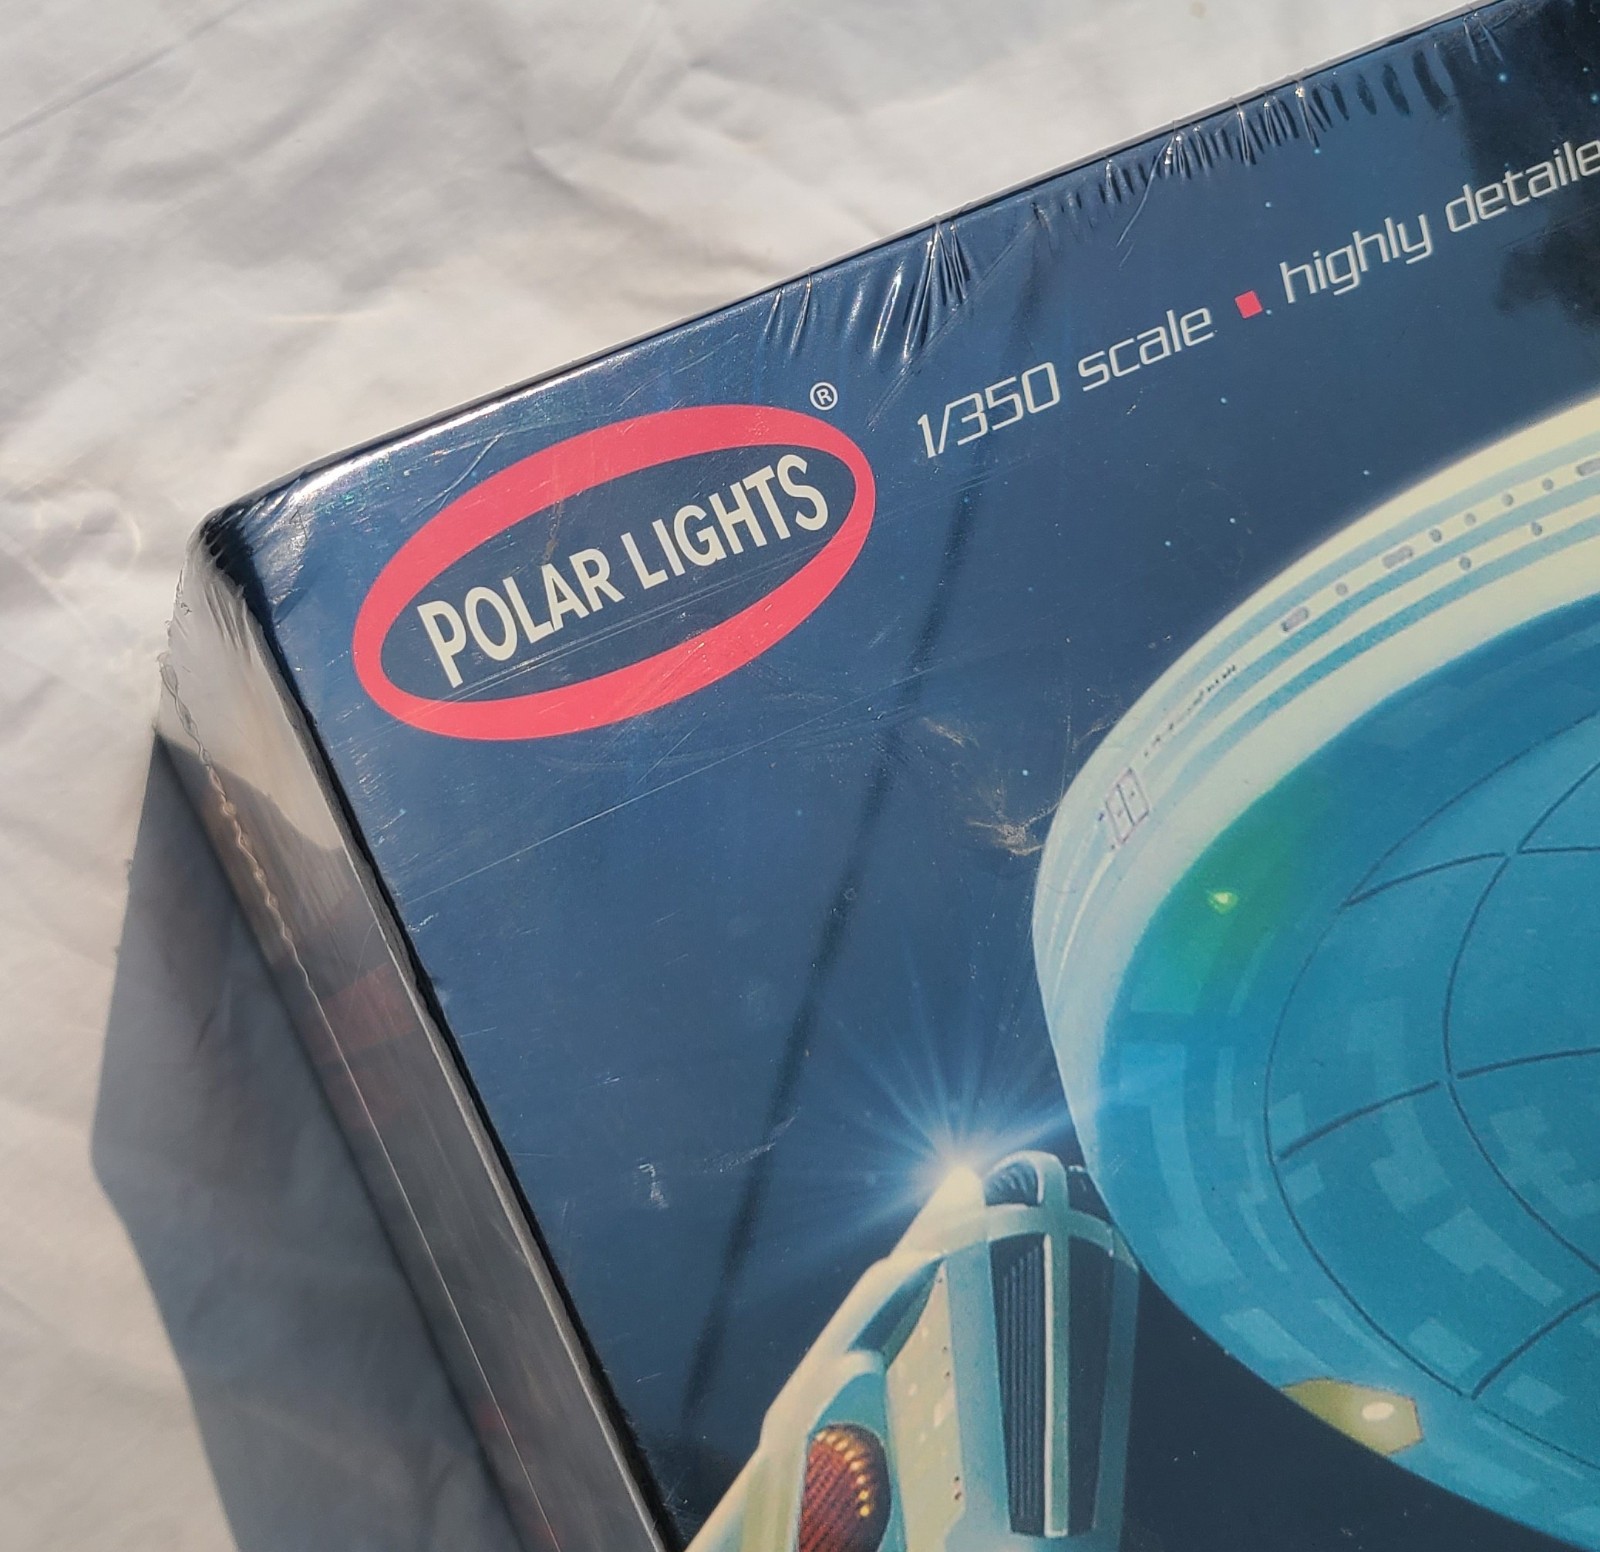 POLAR LIGHTS ®
1/350 scale ▪ highly detaile